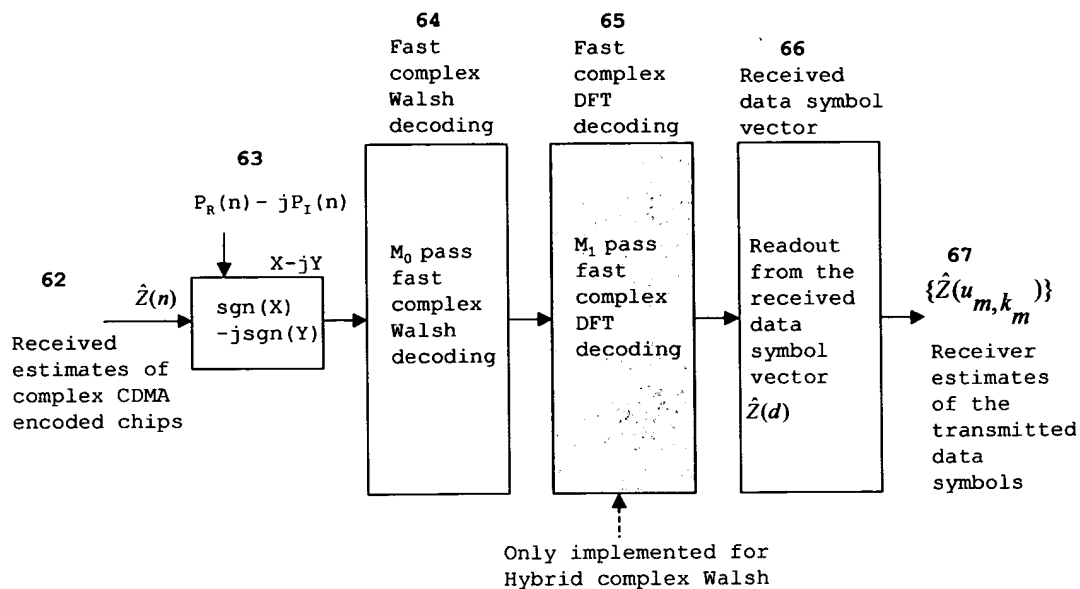 64
Fast
complex
Walsh
decoding
65
Fast
complex
DFT
decoding
66
Received
data symbol
vector
63
P_R(n) - jP_I(n)
X-jY
sgn(X)
-jsgn(Y)
62
Ẑ(n)
Received
estimates of
complex CDMA
encoded chips
M_0 pass
fast
complex
Walsh
decoding
M_1 pass
fast
complex
DFT
decoding
Readout
from the
received
data
symbol
vector
Ẑ(d)
67
{Ẑ(u_{m,k_m})}
Receiver
estimates
of the
transmitted
data
symbols
Only implemented for
Hybrid complex Walsh